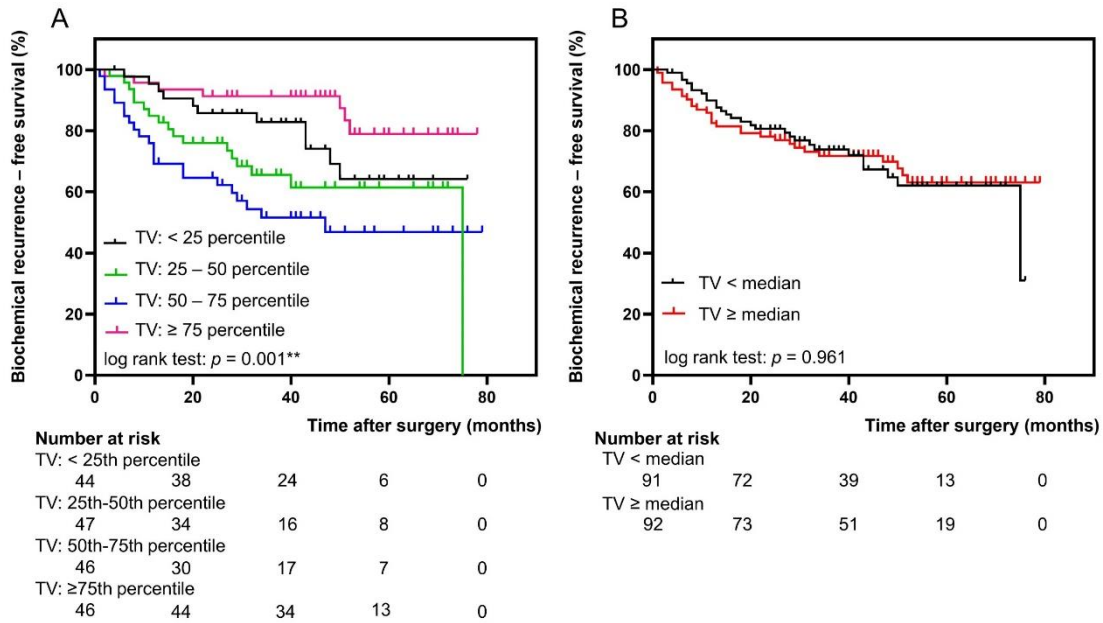 A
Biochemical recurrence – free survival (%)
100
80
60
40
20
0
TV: < 25 percentile
TV: 25 – 50 percentile
TV: 50 – 75 percentile
TV: ≥ 75 percentile
log rank test: p = 0.001**
0 20 40 60 80
Time after surgery (months)
Number at risk
TV: < 25th percentile
44 38 24 6 0
TV: 25th-50th percentile
47 34 16 8 0
TV: 50th-75th percentile
46 30 17 7 0
TV: ≥75th percentile
46 44 34 13 0
B
Biochemical recurrence – free survival (%)
100
80
60
40
20
0
TV < median
TV ≥ median
log rank test: p = 0.961
0 20 40 60 80
Time after surgery (months)
Number at risk
TV < median
91 72 39 13 0
TV ≥ median
92 73 51 19 0